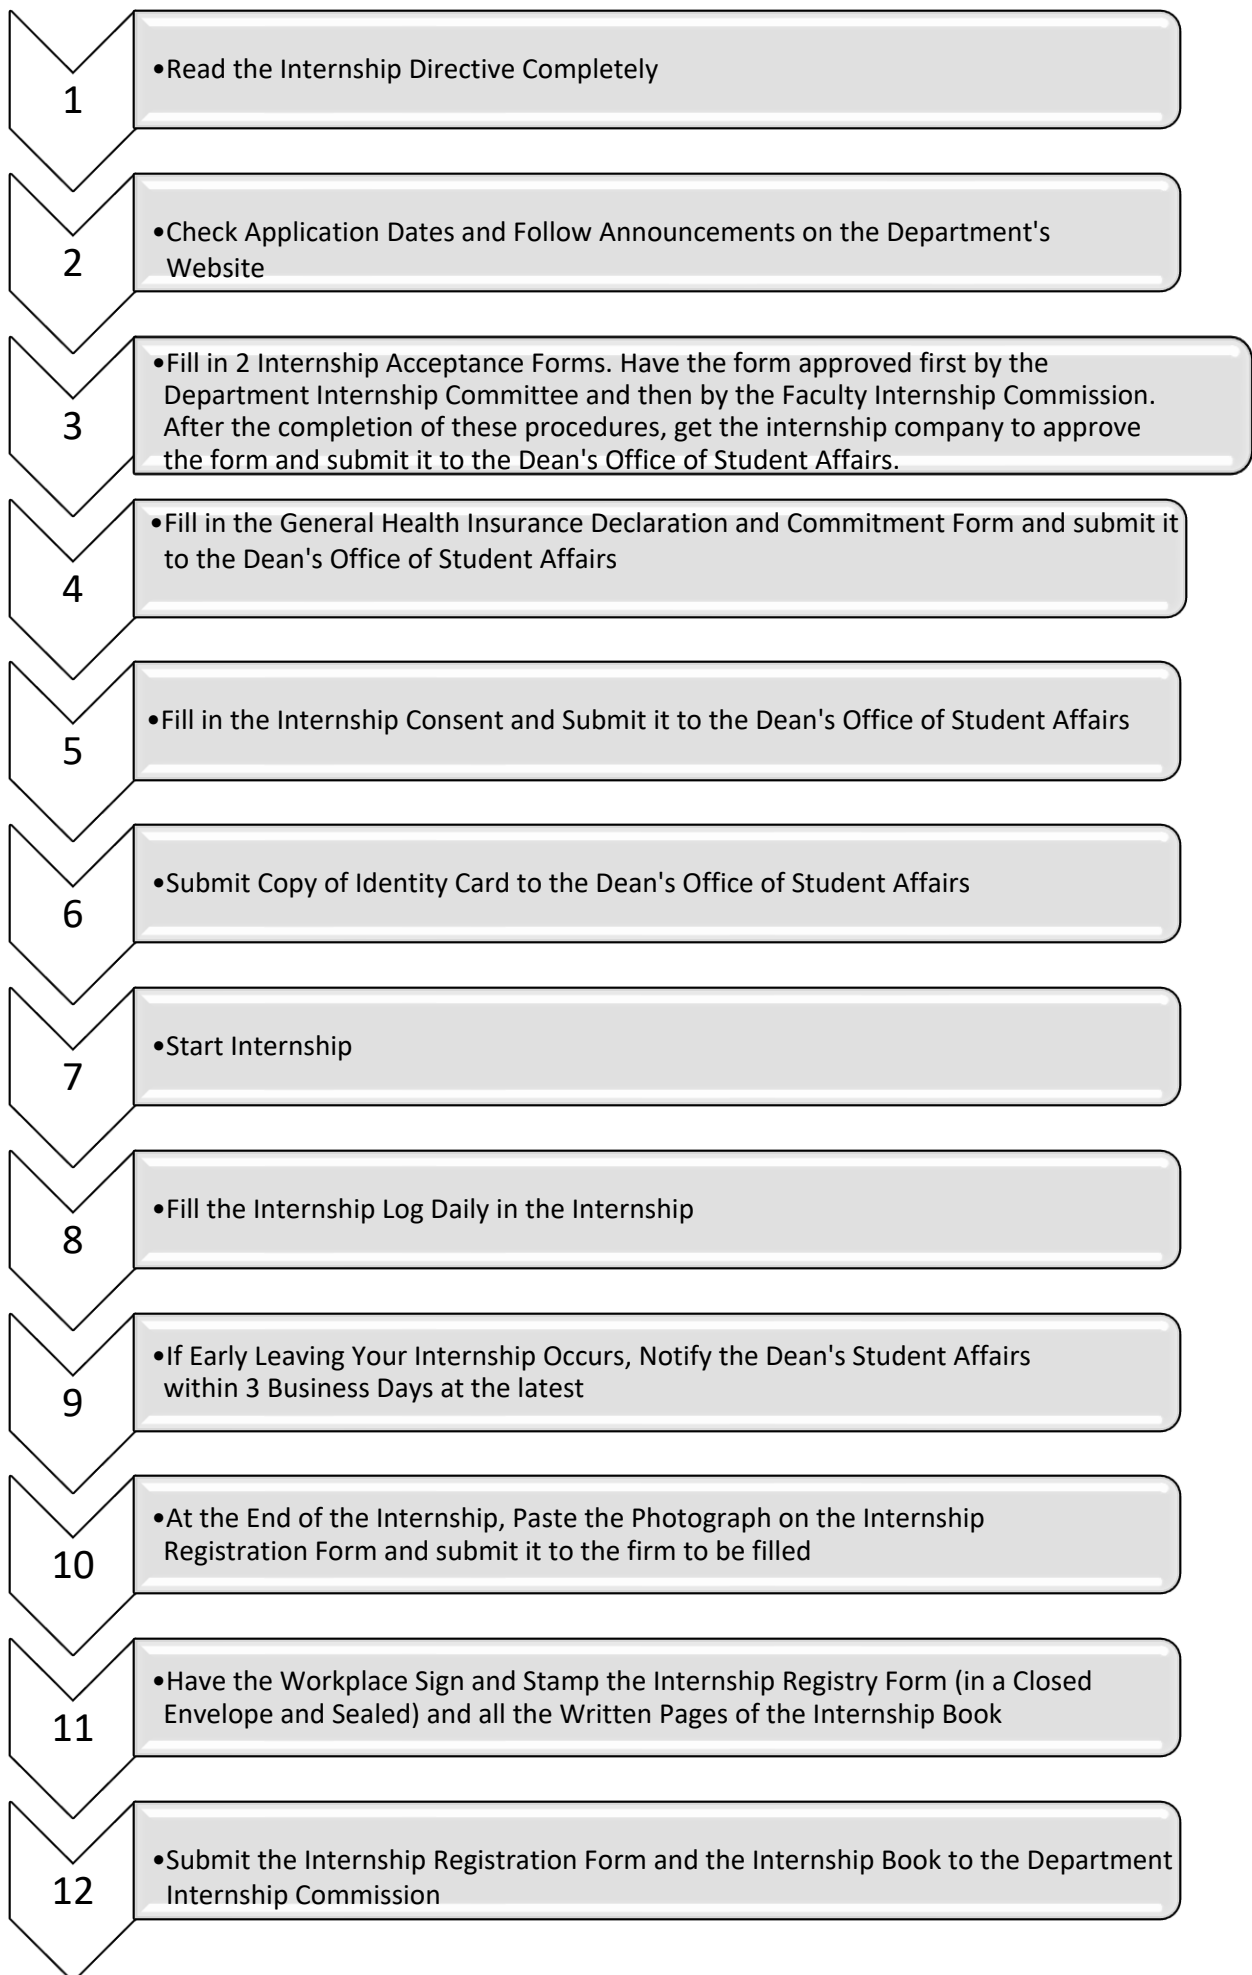 1
•Read the Internship Directive Completely
2
•Check Application Dates and Follow Announcements on the Department's
Website
3
•Fill in 2 Internship Acceptance Forms. Have the form approved first by the
Department Internship Committee and then by the Faculty Internship Commission.
After the completion of these procedures, get the internship company to approve
the form and submit it to the Dean's Office of Student Affairs.
4
•Fill in the General Health Insurance Declaration and Commitment Form and submit it
to the Dean's Office of Student Affairs
5
•Fill in the Internship Consent and Submit it to the Dean's Office of Student Affairs
6
•Submit Copy of Identity Card to the Dean's Office of Student Affairs
7
•Start Internship
8
•Fill the Internship Log Daily in the Internship
9
•If Early Leaving Your Internship Occurs, Notify the Dean's Student Affairs
within 3 Business Days at the latest
10
•At the End of the Internship, Paste the Photograph on the Internship
Registration Form and submit it to the firm to be filled
11
•Have the Workplace Sign and Stamp the Internship Registry Form (in a Closed
Envelope and Sealed) and all the Written Pages of the Internship Book
12
•Submit the Internship Registration Form and the Internship Book to the Department
Internship Commission